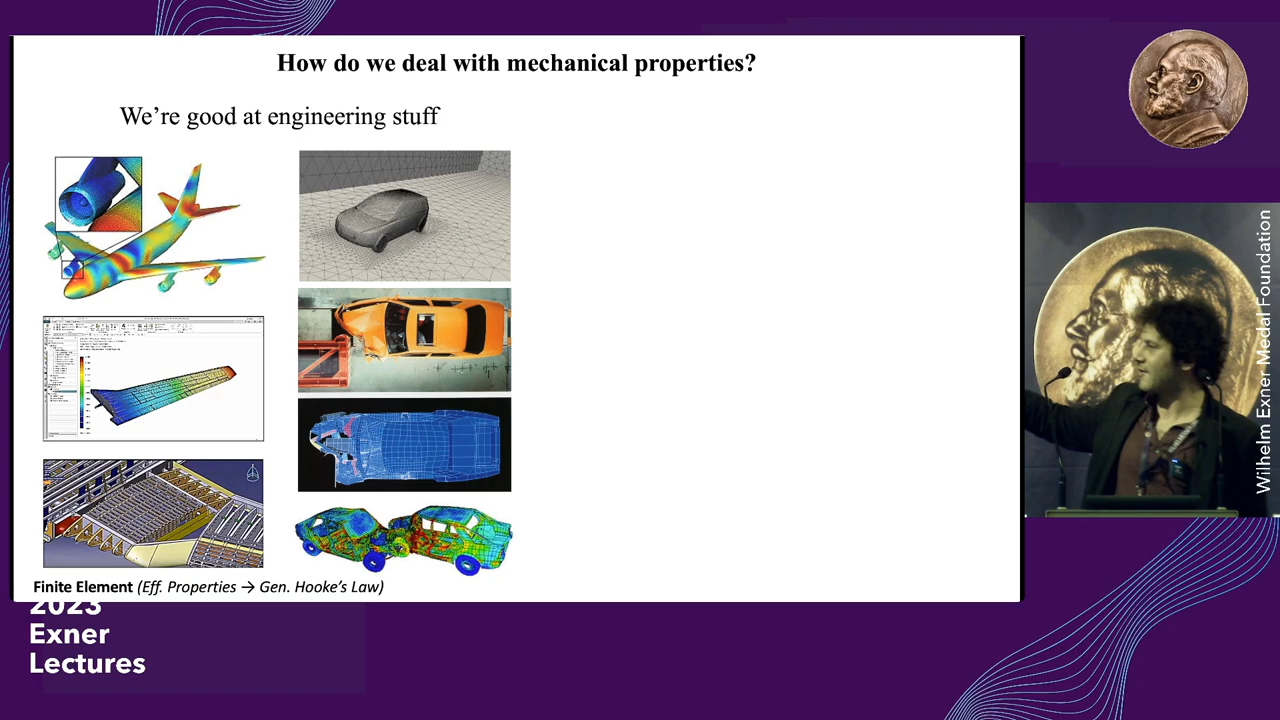 How do we deal with mechanical properties?
We're good at engineering stuff
Finite Element (Eff. Properties → Gen. Hooke's Law)
2023
Exner
Lectures
Wilhelm Exner Medal Foundation